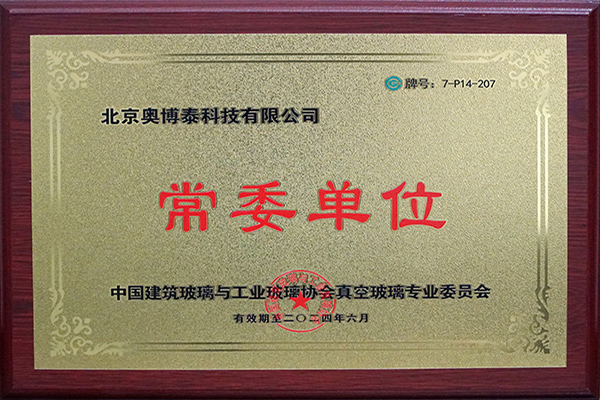 牌号：7-P14-207
北京奥博泰科技有限公司
常委单位
中国建筑玻璃与工业玻璃协会真空玻璃专业委员会
有效期至二〇二四年六月